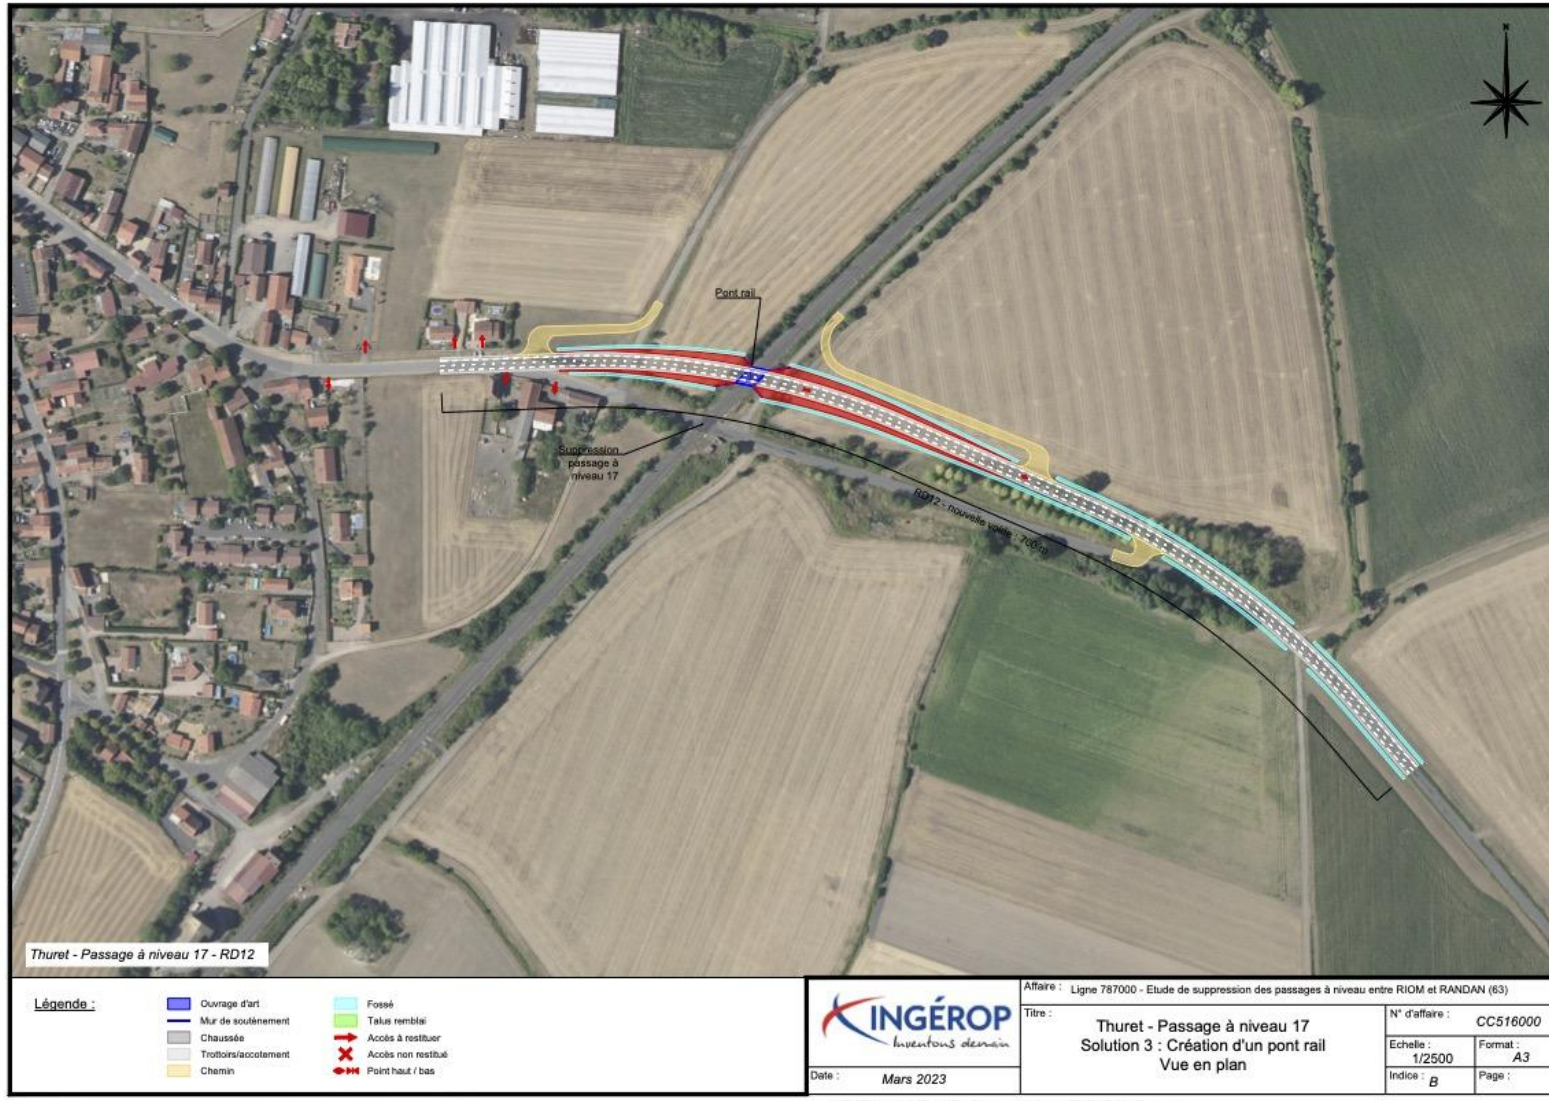 N
Pont rail
Suppression
passage à
niveau 17
RD12 - nouvelle voirie : 700 m
Thuret - Passage à niveau 17 - RD12
Légende :
Ouvrage d'art
Mur de soutènement
Chaussée
Trottoirs/accotement
Chemin
Fossé
Talus remblai
Accès à restituer
Accès non restitué
Point haut / bas
INGÉROP
Inventons demain
Date : Mars 2023
Affaire : Ligne 787000 - Etude de suppression des passages à niveau entre RIOM et RANDAN (63)
Titre :
Thuret - Passage à niveau 17
Solution 3 : Création d'un pont rail
Vue en plan
N° d'affaire :
CC516000
Echelle :
1/2500
Format :
A3
Indice : B
Page :